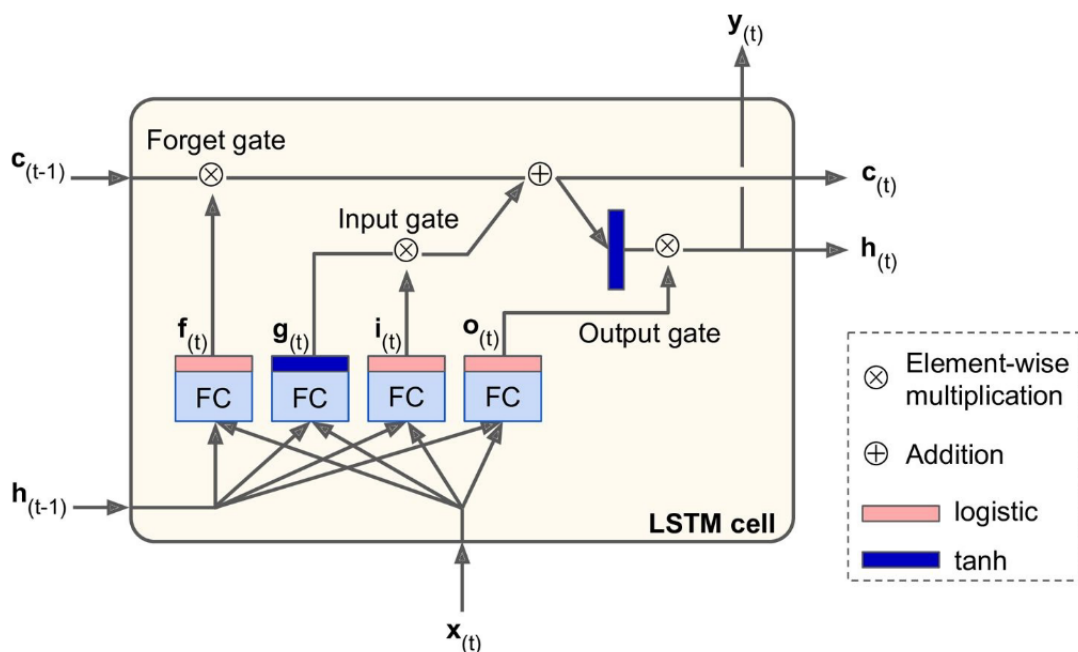 y(t)
Forget gate
c(t-1)
c(t)
Input gate
h(t)
f(t)
g(t)
i(t)
o(t)
Output gate
FC
FC
FC
FC
h(t-1)
LSTM cell
x(t)
⊗ Element-wise
multiplication
⊕ Addition
logistic
tanh